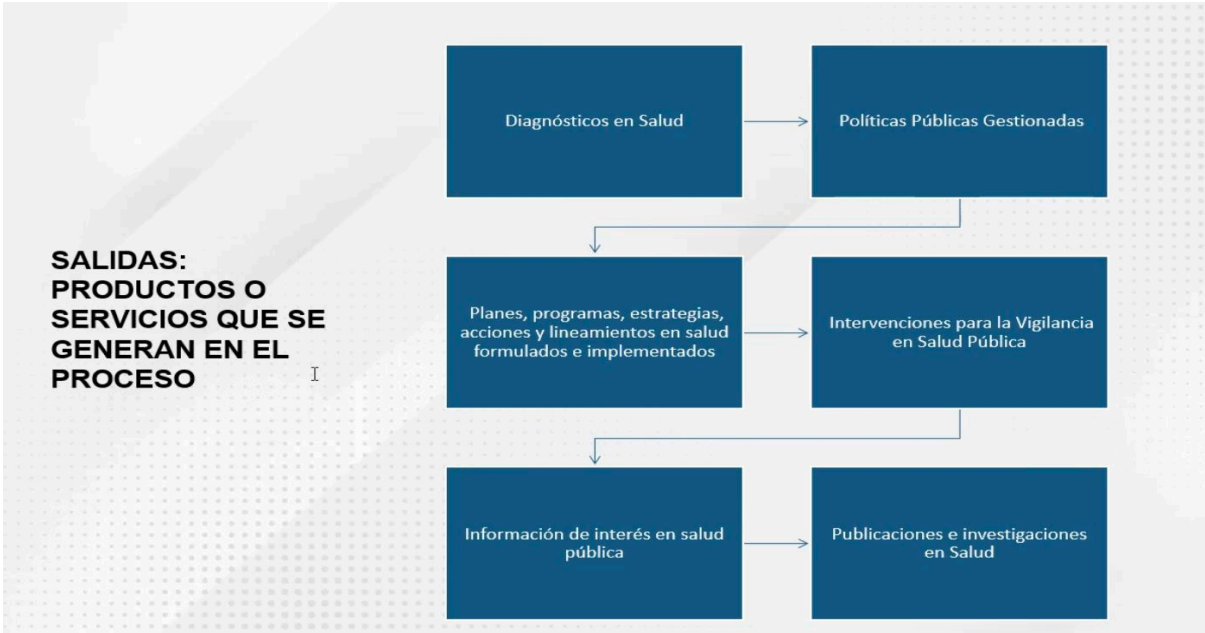 SALIDAS:
PRODUCTOS O
SERVICIOS QUE SE
GENERAN EN EL
PROCESO
Diagnósticos en Salud
Políticas Públicas Gestionadas
Planes, programas, estrategias,
acciones y lineamientos en salud
formulados e implementados
Intervenciones para la Vigilancia
en Salud Pública
Información de interés en salud
pública
Publicaciones e investigaciones
en Salud